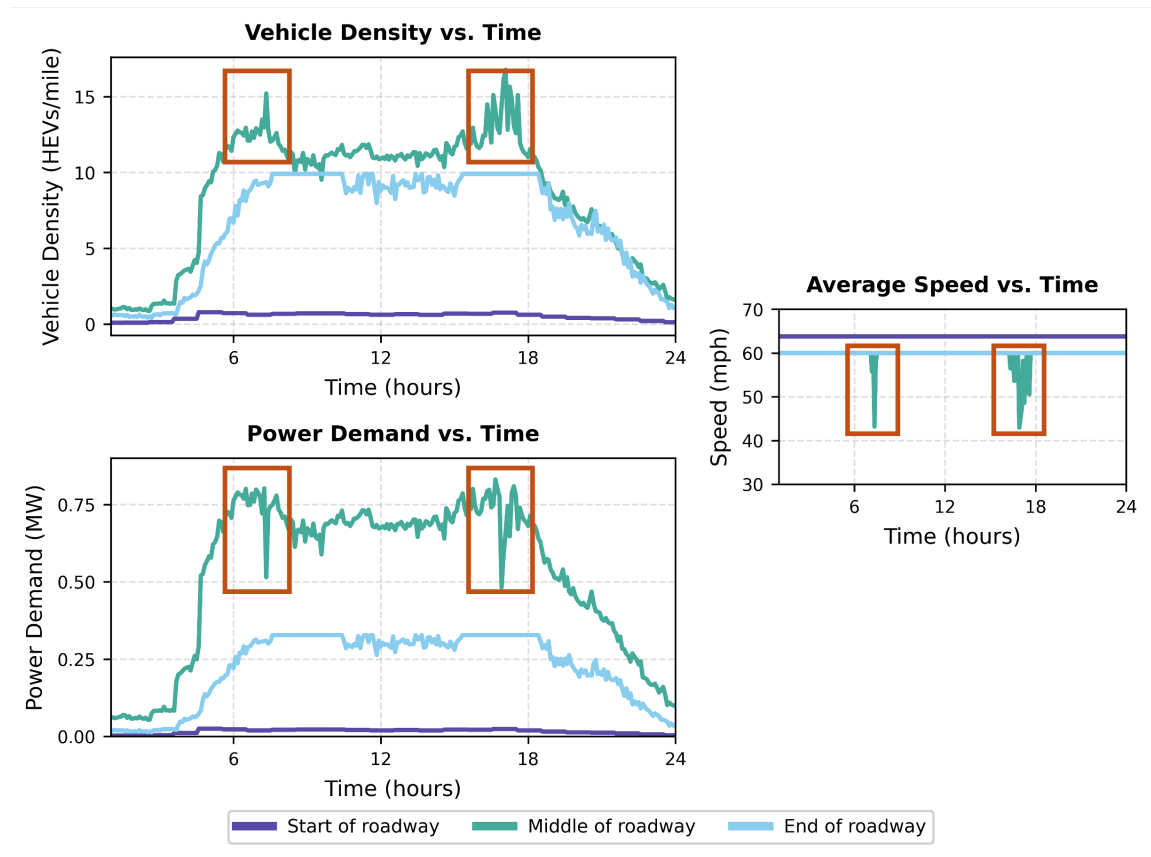 Vehicle Density vs. Time
Vehicle Density (HEVs/mile)
15
10
5
0
6 12 18 24
Time (hours)
Power Demand vs. Time
Power Demand (MW)
0.75
0.50
0.25
0.00
6 12 18 24
Time (hours)
Average Speed vs. Time
Speed (mph)
70
60
50
40
30
6 12 18 24
Time (hours)
Start of roadway Middle of roadway End of roadway